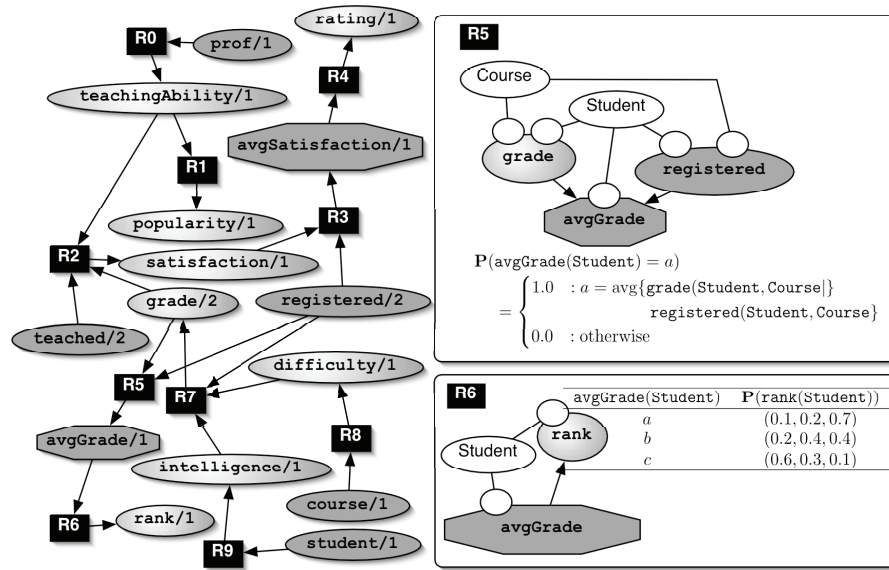 rating/1
R0
prof/1
R4
teachingAbility/1
avgSatisfaction/1
R1
popularity/1
R3
R2
satisfaction/1
grade/2
registered/2
teached/2
difficulty/1
R5
R7
avgGrade/1
R8
intelligence/1
R6
rank/1
course/1
R9
student/1
R5
Course
Student
grade
registered
avgGrade
P(avgGrade(Student) = a)
= { 1.0 : a = avg{grade(Student, Course|}
registered(Student, Course}
0.0 : otherwise
R6
avgGrade(Student) P(rank(Student))
a (0.1, 0.2, 0.7)
b (0.2, 0.4, 0.4)
c (0.6, 0.3, 0.1)
rank
Student
avgGrade